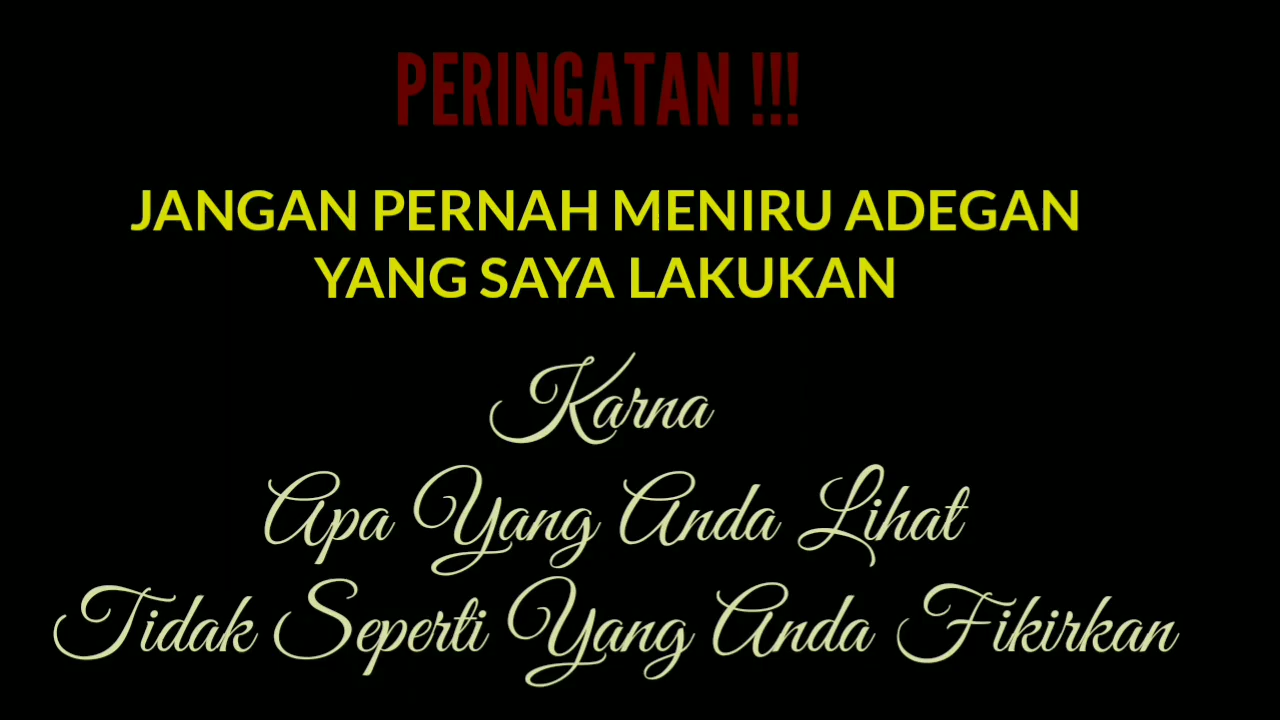 PERINGATAN !!!
JANGAN PERNAH MENIRU ADEGAN
YANG SAYA LAKUKAN
Karna
Apa Yang Anda Lihat
Tidak Seperti Yang Anda Fikirkan